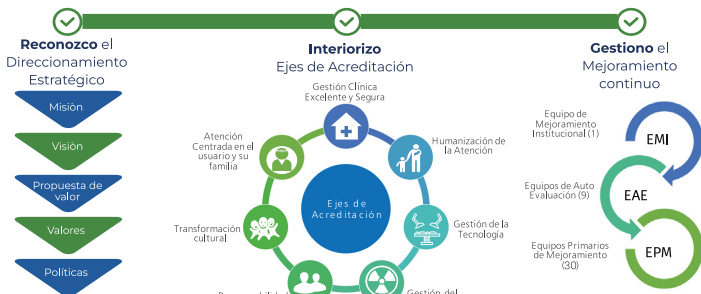 Reconozco el
Direccionamiento
Estratégico
Misiòn
Visiòn
Propuesta de
valor
Valores
Políticas
Interiorizo
Ejes de Acreditación
Gestión Clínica
Excelente y Segura
Humanización de
la Atención
Gestión de la
Tecnología
Gestión del
Transformación
cultural
Atención
Centrada en el
usuario y su
familia
Ejes de
Acreditación
Gestiono el
Mejoramiento
continuo
Equipo de
Mejoramiento
Institucional (1)
EMI
Equipos de Auto
Evaluación (9)
EAE
Equipos Primarios
de Mejoramiento
(30)
EPM